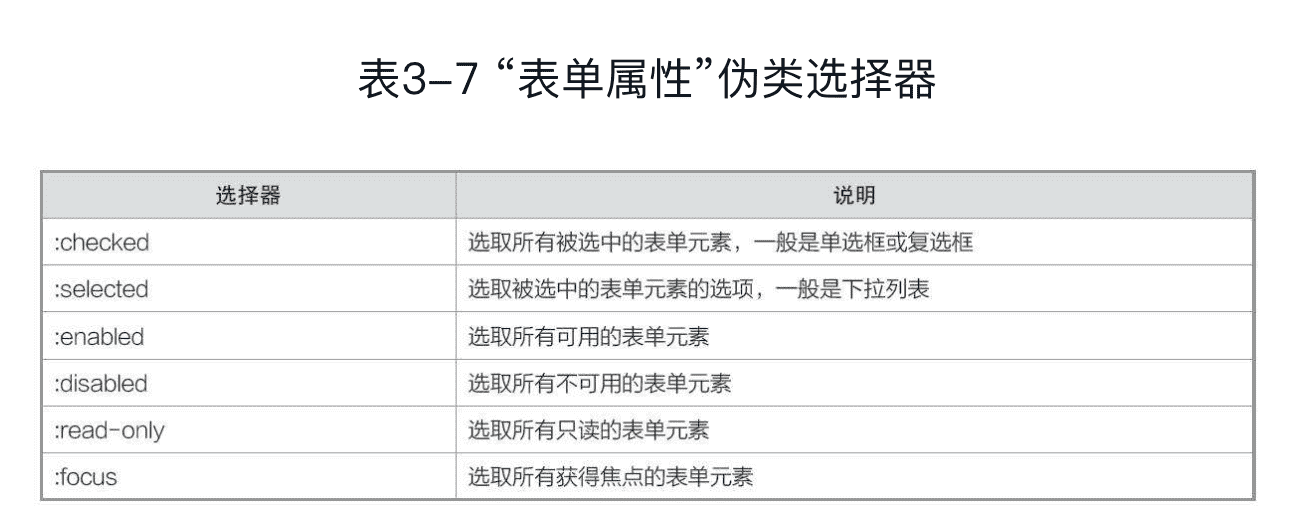 表3-7 “表单属性”伪类选择器
选择器 说明
:checked 选取所有被选中的表单元素，一般是单选框或复选框
:selected 选取被选中的表单元素的选项，一般是下拉列表
:enabled 选取所有可用的表单元素
:disabled 选取所有不可用的表单元素
:read-only 选取所有只读的表单元素
:focus 选取所有获得焦点的表单元素